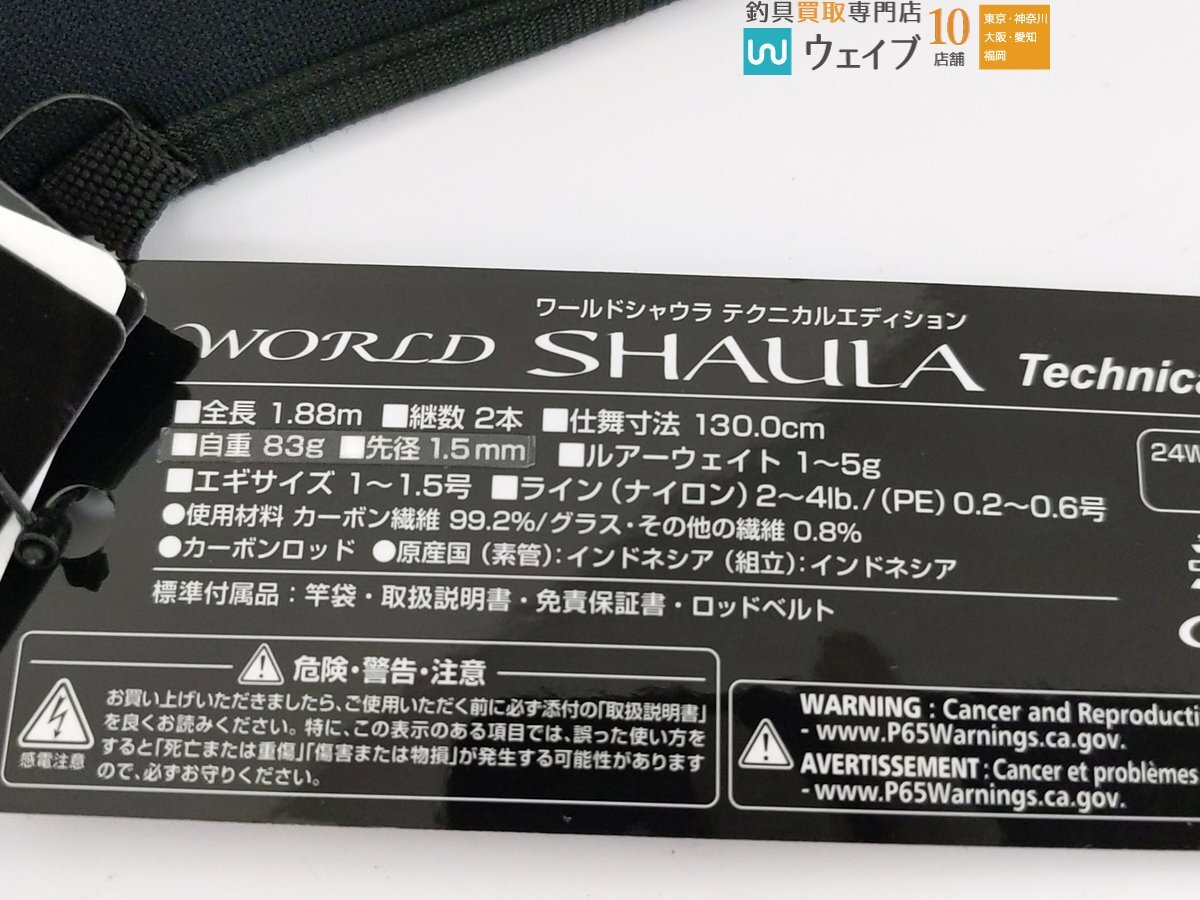 釣具買取専門店
ウェイブ
10
店舗
東京・神奈川
大阪・愛知
福岡
ワールドシャウラ テクニカルエディション
WORLD SHAULA Technic
■全長 1.88m ■継数 2本 ■仕舞寸法 130.0cm
■自重 83g ■先径 1.5mm ■ルアーウェイト 1〜5g
■エギサイズ 1〜1.5号 ■ライン(ナイロン)2〜4lb./(PE)0.2〜0.6号
●使用材料 カーボン繊維 99.2%/グラス・その他の繊維 0.8%
●カーボンロッド ●原産国(素管):インドネシア(組立):インドネシア
標準付属品:竿袋・取扱説明書・免責保証書・ロッドベルト
24W
危険・警告・注意
感電注意
お買い上げいただきましたら、ご使用いただく前に必ず添付の「取扱説明書」
を良くお読みください。特に、この表示のある項目では、誤った使い方を
すると「死亡または重傷」「傷害または物損」が発生する可能性があります
ので、必ずお守りください。
WARNING : Cancer and Reproducti
- www.P65Warnings.ca.gov.
AVERTISSEMENT : Cancer et problèmes
- www.P65Warnings.ca.gov.